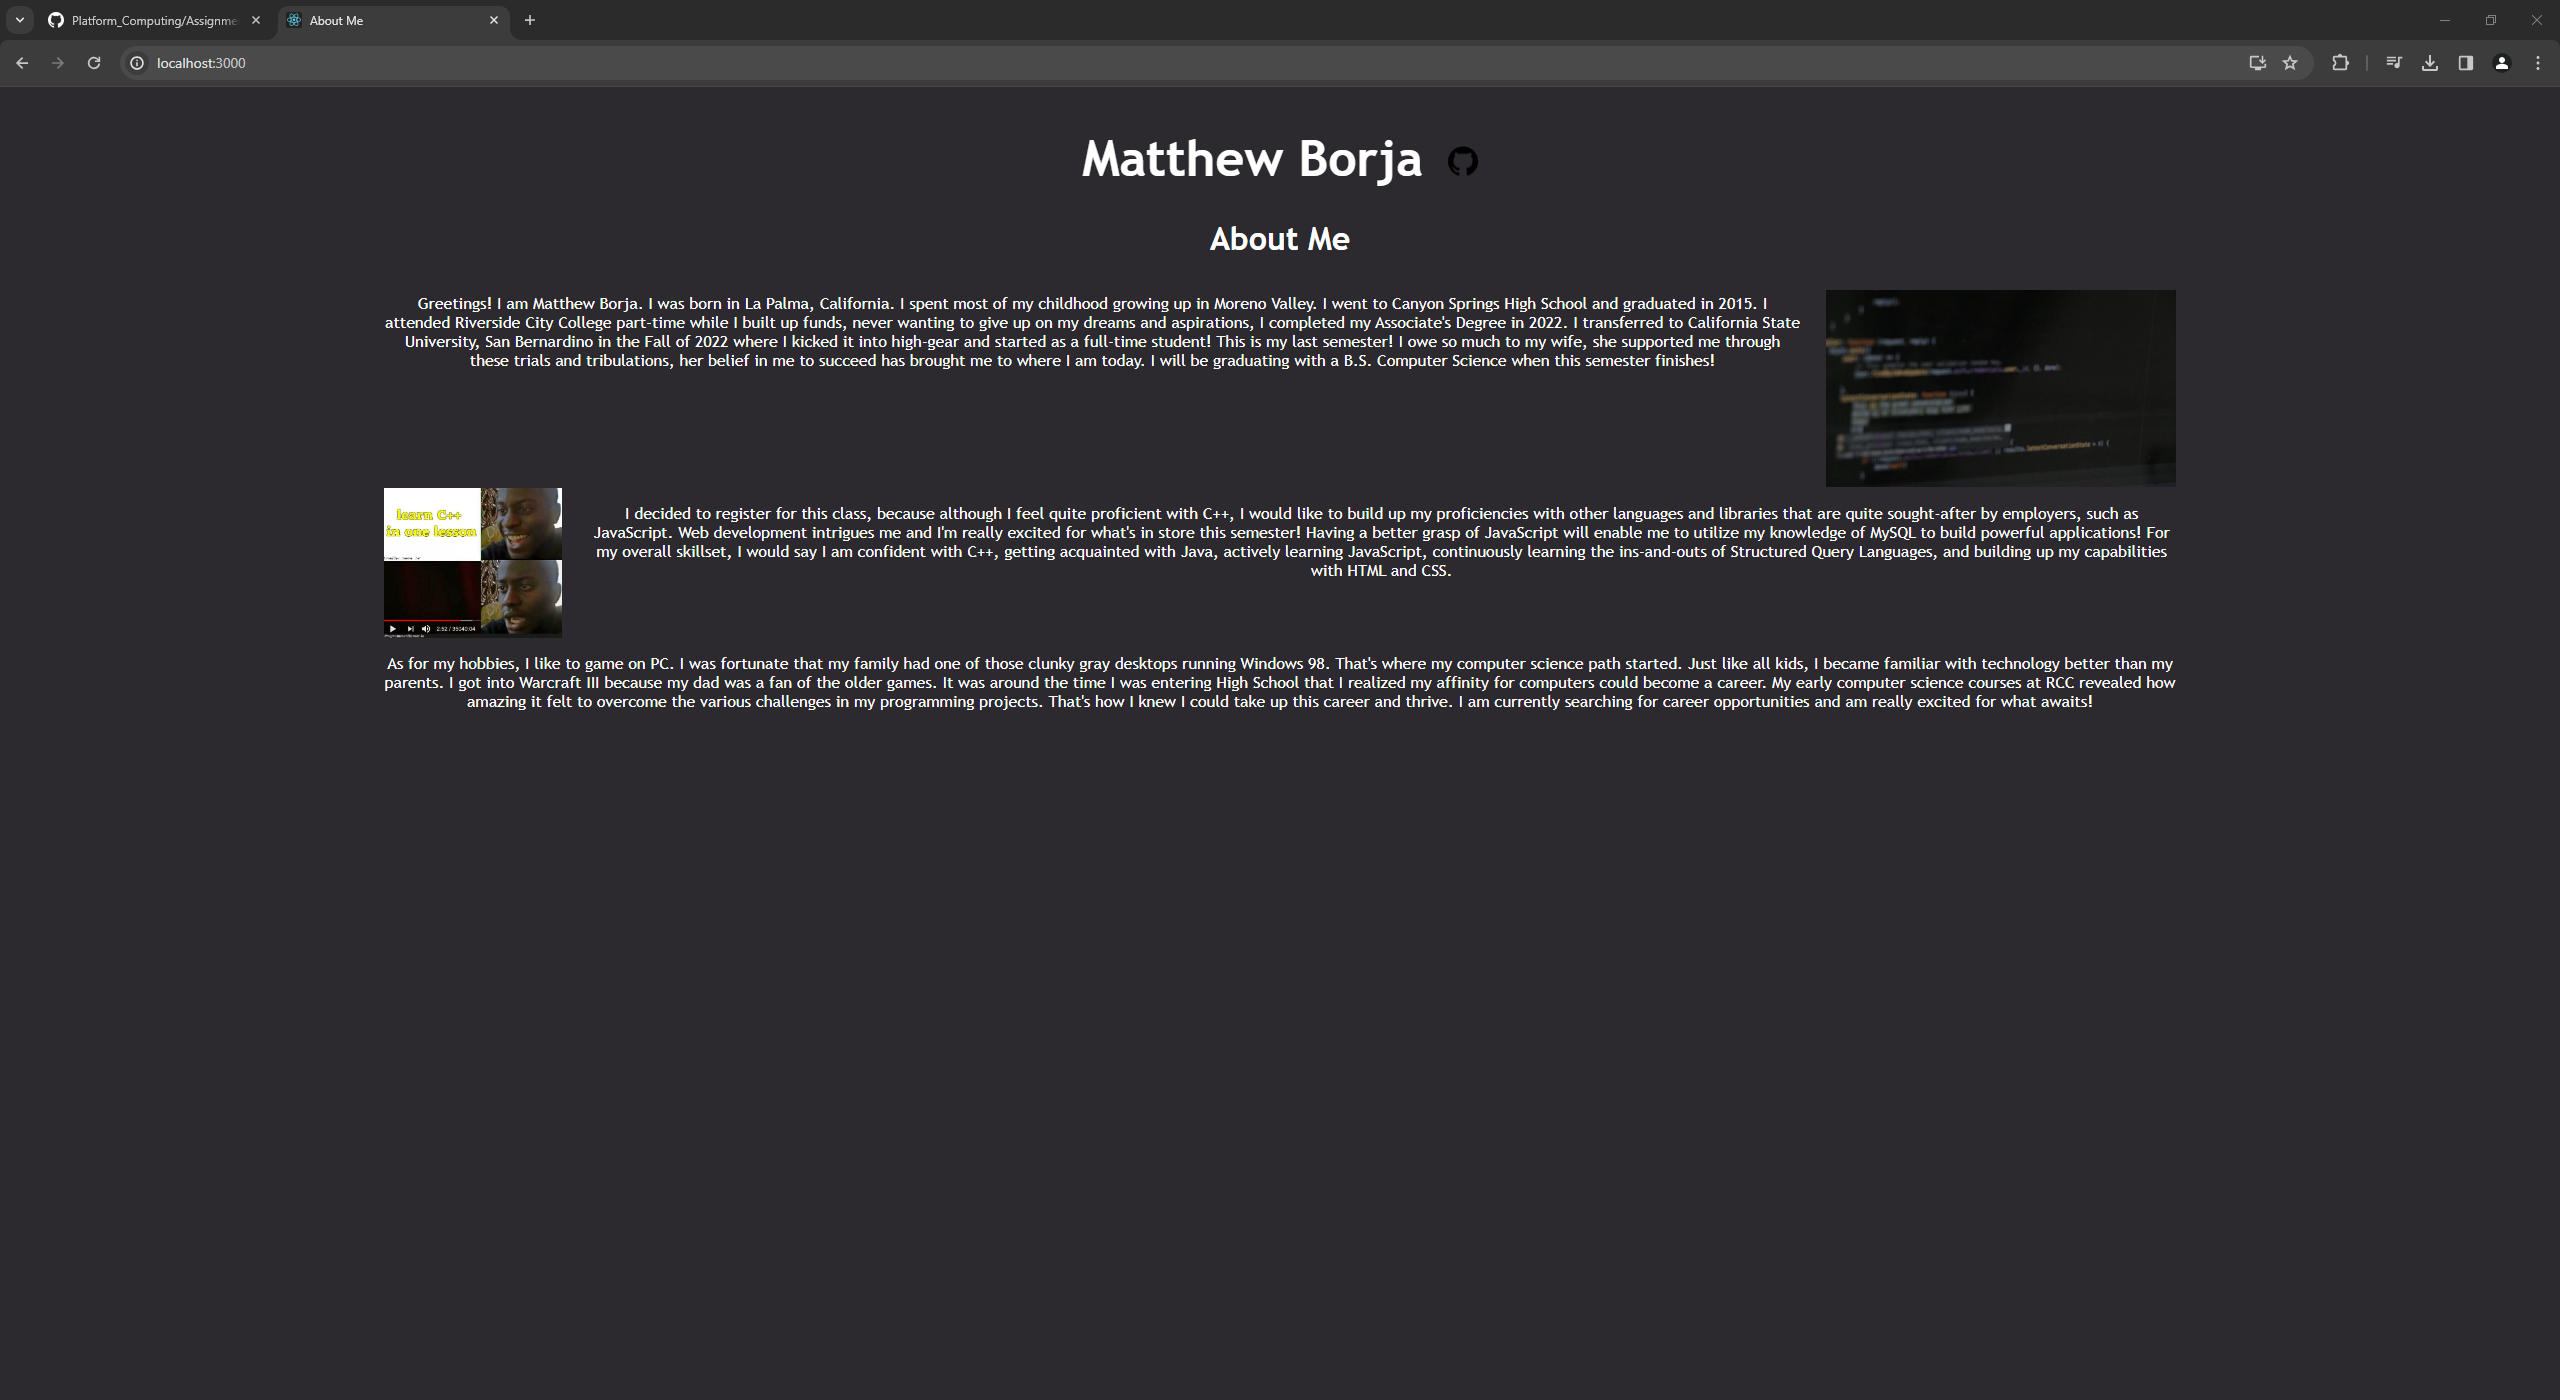 Platform_Computing/Assignme
About Me
localhost:3000
Matthew Borja
About Me
Greetings! I am Matthew Borja. I was born in La Palma, California. I spent most of my childhood growing up in Moreno Valley. I went to Canyon Springs High School and graduated in 2015. I
attended Riverside City College part-time while I built up funds, never wanting to give up on my dreams and aspirations, I completed my Associate's Degree in 2022. I transferred to California State
University, San Bernardino in the Fall of 2022 where I kicked it into high-gear and started as a full-time student! This is my last semester! I owe so much to my wife, she supported me through
these trials and tribulations, her belief in me to succeed has brought me to where I am today. I will be graduating with a B.S. Computer Science when this semester finishes!
learn C++
in one lesson
2:52 / 35040:04
I decided to register for this class, because although I feel quite proficient with C++, I would like to build up my proficiencies with other languages and libraries that are quite sought-after by employers, such as
JavaScript. Web development intrigues me and I'm really excited for what's in store this semester! Having a better grasp of JavaScript will enable me to utilize my knowledge of MySQL to build powerful applications! For
my overall skillset, I would say I am confident with C++, getting acquainted with Java, actively learning JavaScript, continuously learning the ins-and-outs of Structured Query Languages, and building up my capabilities
with HTML and CSS.
As for my hobbies, I like to game on PC. I was fortunate that my family had one of those clunky gray desktops running Windows 98. That's where my computer science path started. Just like all kids, I became familiar with technology better than my
parents. I got into Warcraft III because my dad was a fan of the older games. It was around the time I was entering High School that I realized my affinity for computers could become a career. My early computer science courses at RCC revealed how
amazing it felt to overcome the various challenges in my programming projects. That's how I knew I could take up this career and thrive. I am currently searching for career opportunities and am really excited for what awaits!